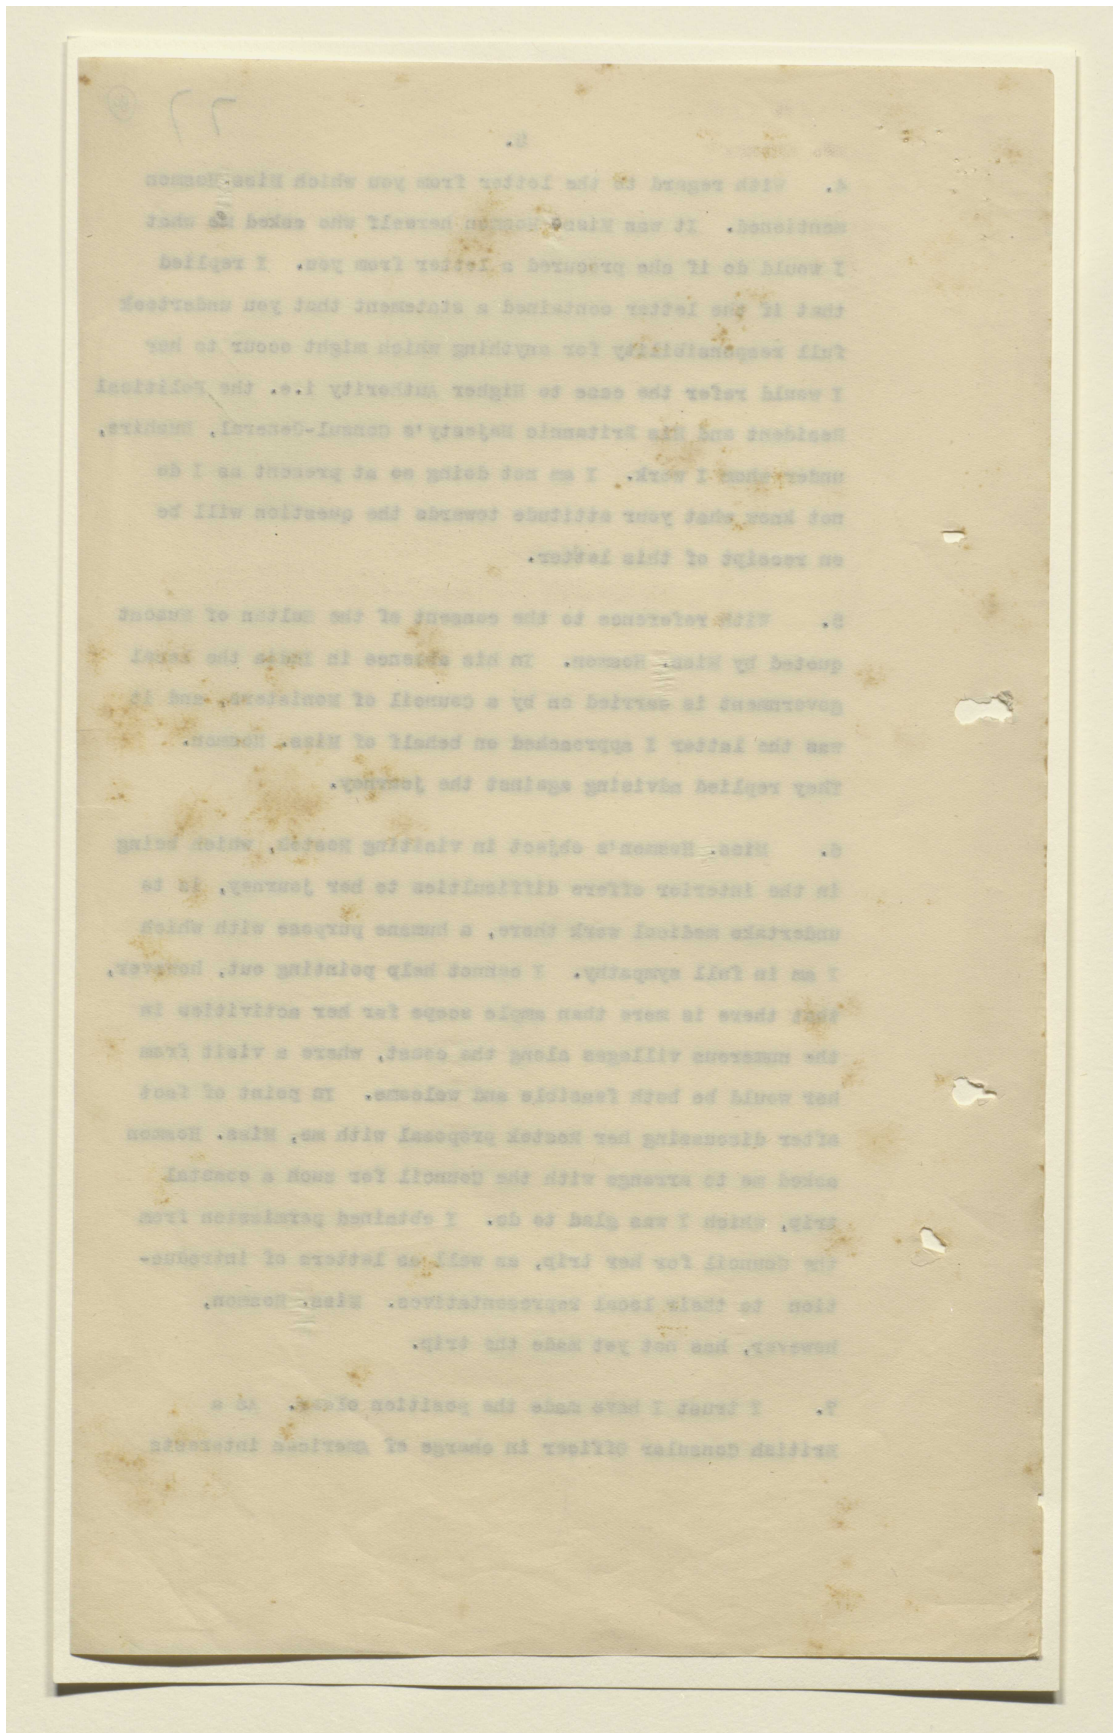 77
2.
4. With regard to the letter from you which Miss Hosmon
mentioned. It was Miss. Hosmon herself who asked me what
I would do if she procured a letter from you. I replied
that if the letter contained a statement that you undertook
full responsibility for anything which might occur to her
I would refer the case to Higher Authority i.e. the Political
Resident and His Britannic Majesty's Consul-General, Bushire,
under whom I work. I am not doing so at present as I do
not know what your attitude towards the question will be
on receipt of this letter.
5. With reference to the consent of the Sultan of Muscat
quoted by Miss. Hosmon. In his absence in India the local
government is carried on by a Council of Ministers, and it
was the latter I approached on behalf of Miss. Hosmon.
They replied advising against the journey.
6. Miss. Hosmon's object in visiting Rostak, which being
in the interior offers difficulties to her journey, is to
undertake medical work there, a humane purpose with which
I am in full sympathy. I cannot help pointing out, however,
that there is more than ample scope for her activities in
the numerous villages along the coast, where a visit from
her would be both feasible and welcome. In point of fact
after discussing her Rostak proposal with me, Miss. Hosmon
asked me to arrange with the Council for such a coastal
trip, which I was glad to do. I obtained permission from
the Council for her trip, as well as letters of introduc-
tion to their local Representatives. Miss. Hosmon,
however, has not yet made the trip.
7. I trust I have made the position clear. As a
British Consular Officer in charge of American interests